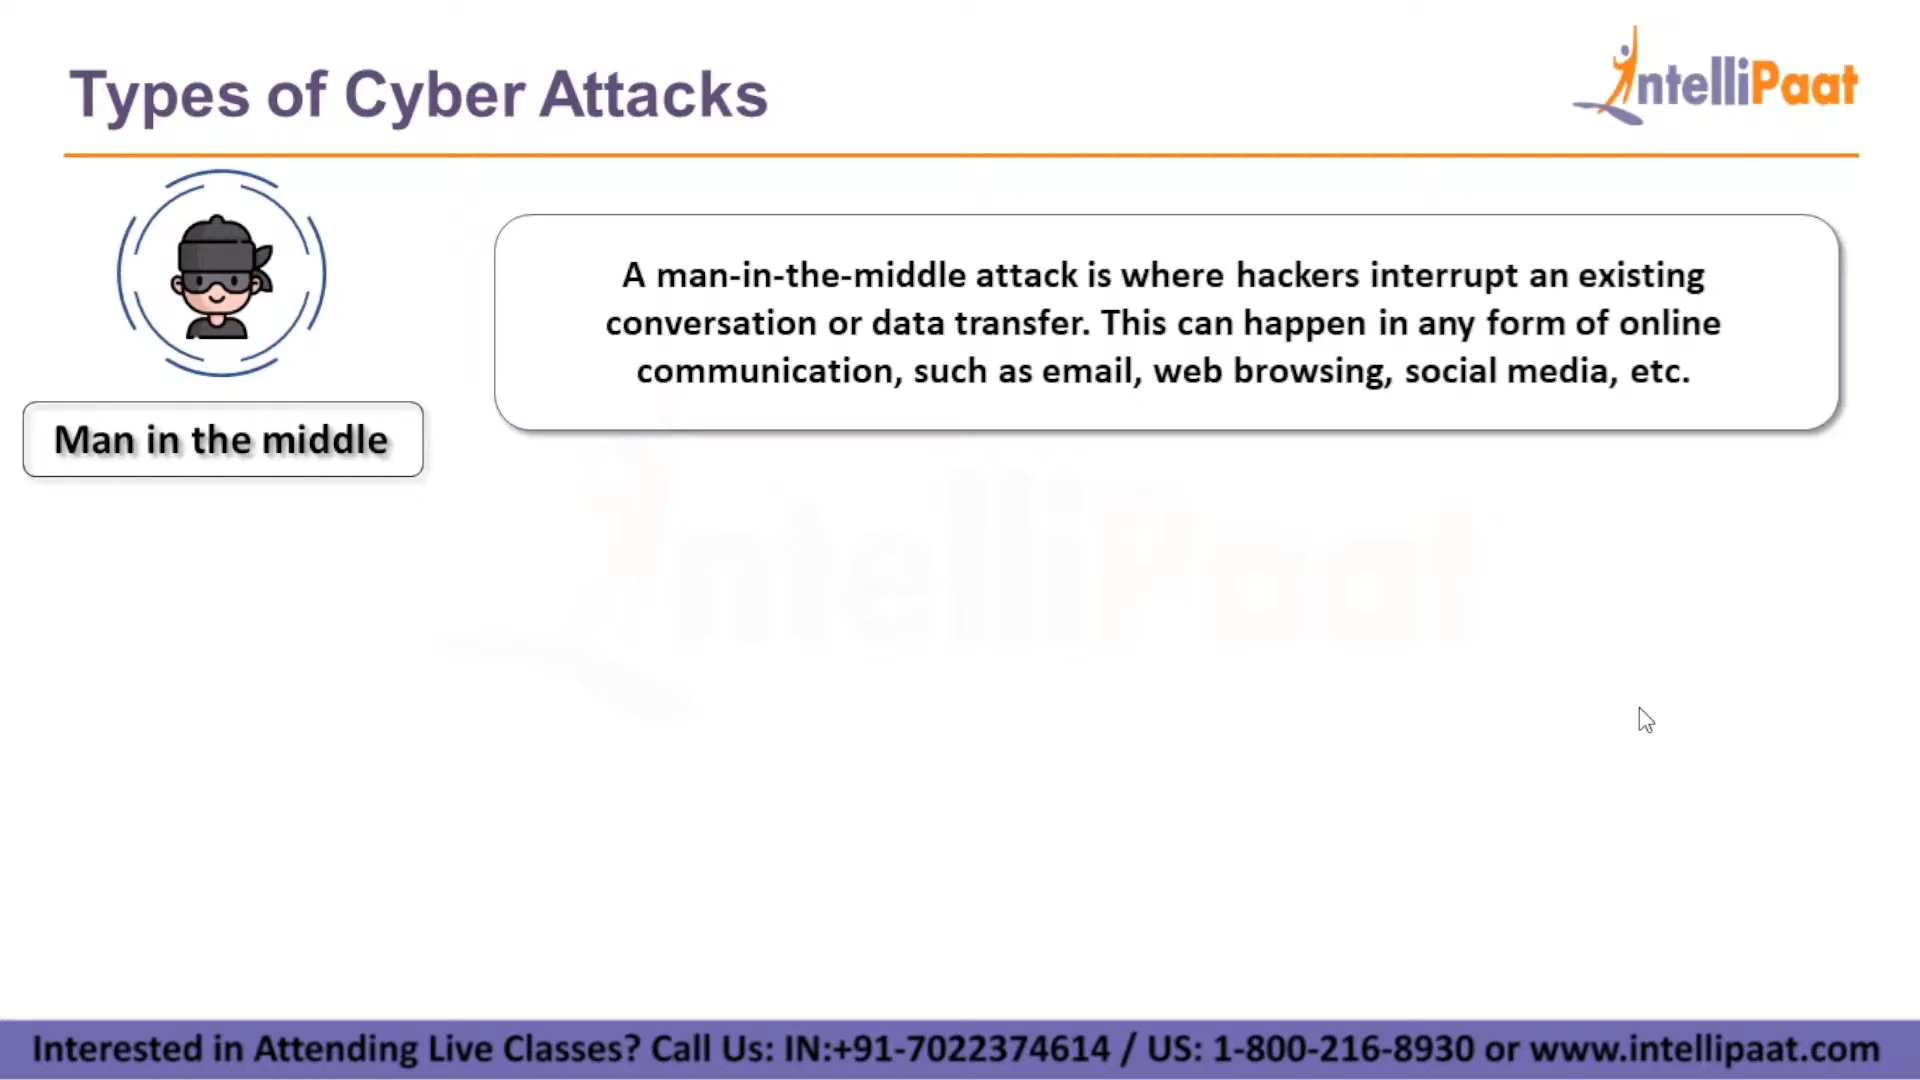 Types of Cyber Attacks
IntelliPaat
A man-in-the-middle attack is where hackers interrupt an existing
conversation or data transfer. This can happen in any form of online
communication, such as email, web browsing, social media, etc.
Man in the middle
IntelliPaat
Interested in Attending Live Classes? Call Us: IN:+91-7022374614 / US: 1-800-216-8930 or www.intellipaat.com